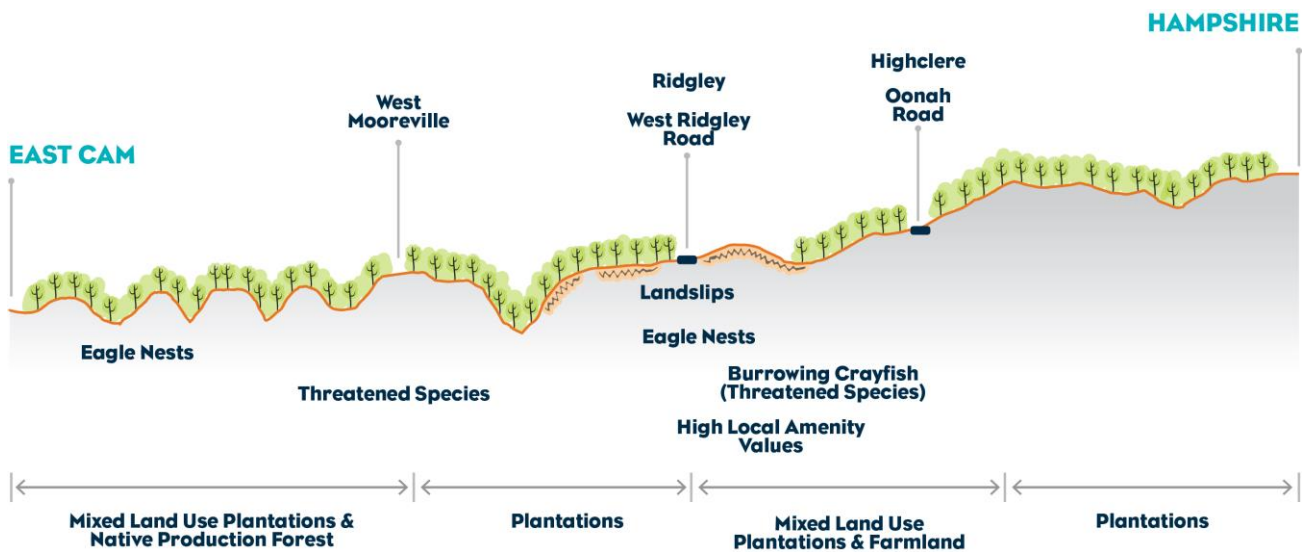 HAMPSHIRE
Highclere
Ridgley
Oonah
Road
West
Mooreville
West Ridgley
Road
EAST CAM
Landslips
Eagle Nests
Eagle Nests
Burrowing Crayfish
(Threatened Species)
Threatened Species
High Local Amenity
Values
Mixed Land Use Plantations &
Native Production Forest
Plantations
Mixed Land Use
Plantations & Farmland
Plantations